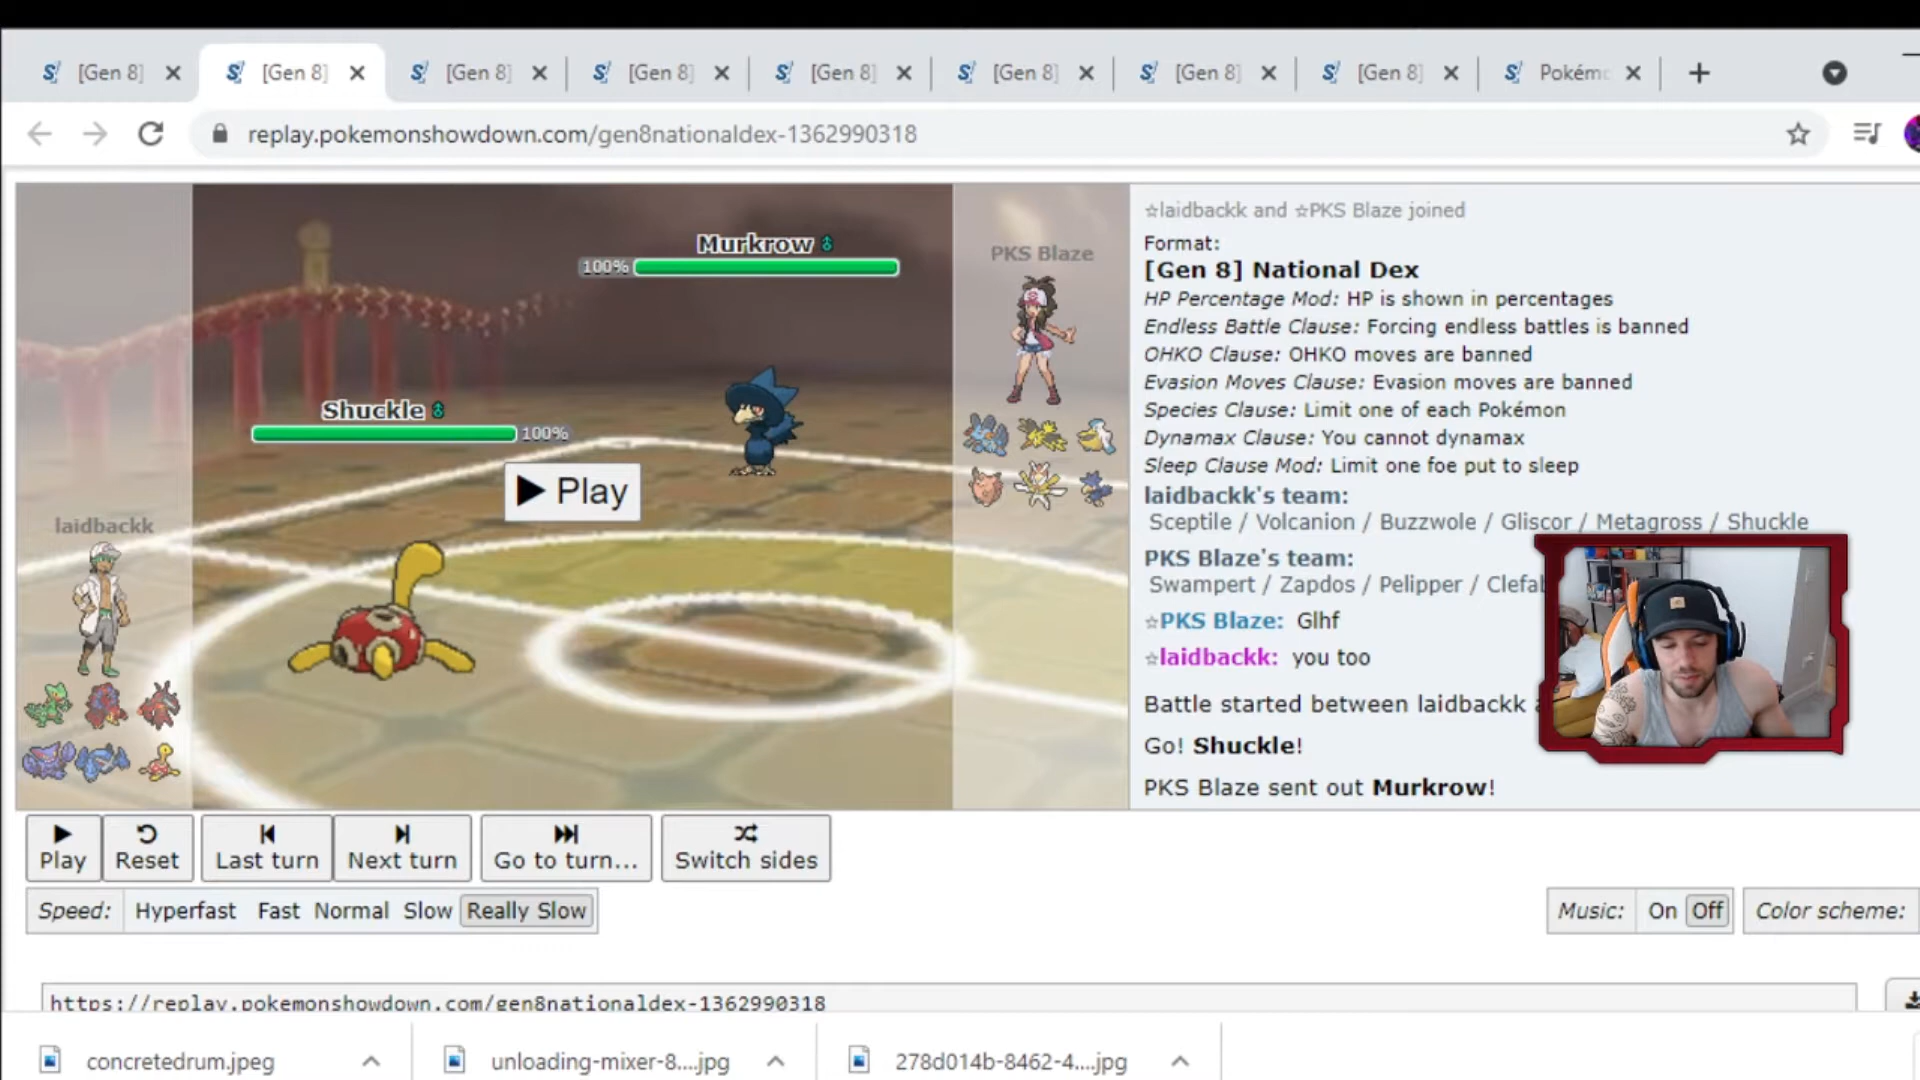 [Gen 8] [Gen 8] [Gen 8] [Gen 8] [Gen 8] [Gen 8] [Gen 8] [Gen 8] Pokém
replay.pokemonshowdown.com/gen8nationaldex-1362990318
Murkrow
100%
Shuckle
100%
Play
PKS Blaze
laidbackk
☆laidbackk and ☆PKS Blaze joined
Format:
[Gen 8] National Dex
HP Percentage Mod: HP is shown in percentages
Endless Battle Clause: Forcing endless battles is banned
OHKO Clause: OHKO moves are banned
Evasion Moves Clause: Evasion moves are banned
Species Clause: Limit one of each Pokémon
Dynamax Clause: You cannot dynamax
Sleep Clause Mod: Limit one foe put to sleep
laidbackk's team:
Sceptile / Volcanion / Buzzwole / Gliscor / Metagross / Shuckle
PKS Blaze's team:
Swampert / Zapdos / Pelipper / Clefab
☆PKS Blaze: Glhf
☆laidbackk: you too
Battle started between laidbackk
Go! Shuckle!
PKS Blaze sent out Murkrow!
Play Reset Last turn Next turn Go to turn... Switch sides
Speed: Hyperfast Fast Normal Slow Really Slow
Music: On Off Color scheme:
https://replay.pokemonshowdown.com/gen8nationaldex-1362990318
concretedrum.jpeg unloading-mixer-8....jpg 278d014b-8462-4....jpg